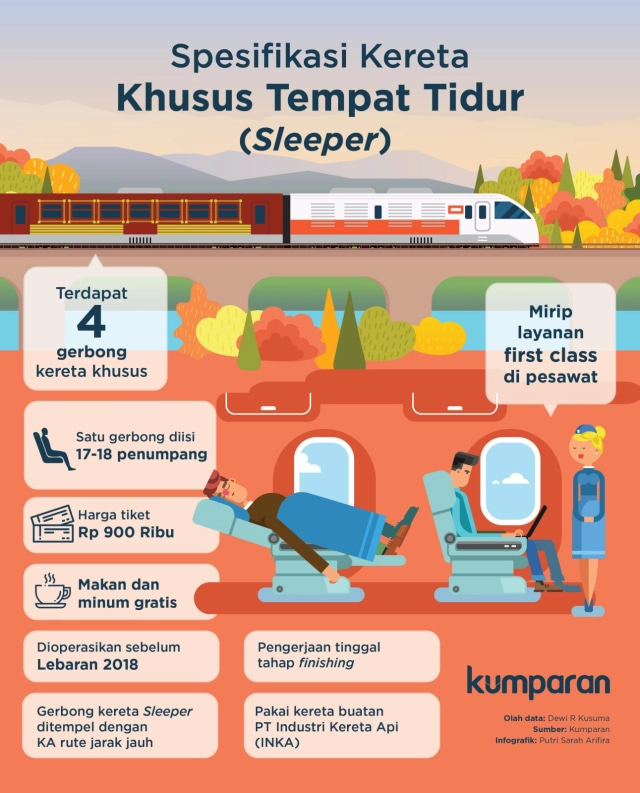 Spesifikasi Kereta
Khusus Tempat Tidur
(Sleeper)
Terdapat
4
gerbong
kereta khusus
Mirip
layanan
first class
di pesawat
Satu gerbong diisi
17-18 penumpang
Harga tiket
Rp 900 Ribu
Makan dan
minum gratis
Dioperasikan sebelum
Lebaran 2018
Pengerjaan tinggal
tahap finishing
Gerbong kereta Sleeper
ditempel dengan
KA rute jarak jauh
Pakai kereta buatan
PT Industri Kereta Api
(INKA)
kumparan
Olah data: Dewi R Kusuma
Sumber: Kumparan
Infografik: Putri Sarah Arifira